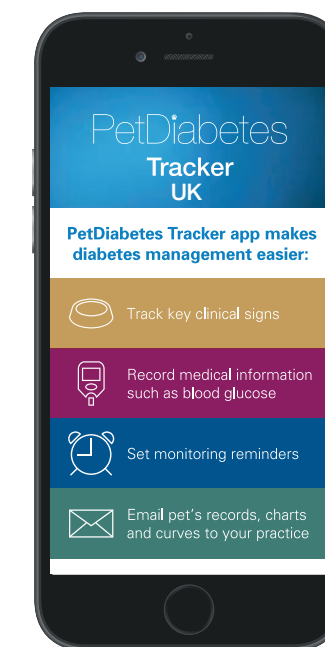 PetDiabetes
Tracker
UK
PetDiabetes Tracker app makes
diabetes management easier:
Track key clinical signs
Record medical information
such as blood glucose
Set monitoring reminders
Email pet's records, charts
and curves to your practice